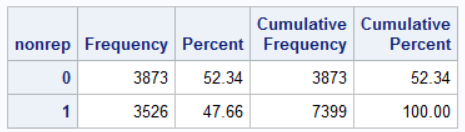 nonrep Frequency Percent Cumulative Frequency Cumulative Percent
0 3873 52.34 3873 52.34
1 3526 47.66 7399 100.00